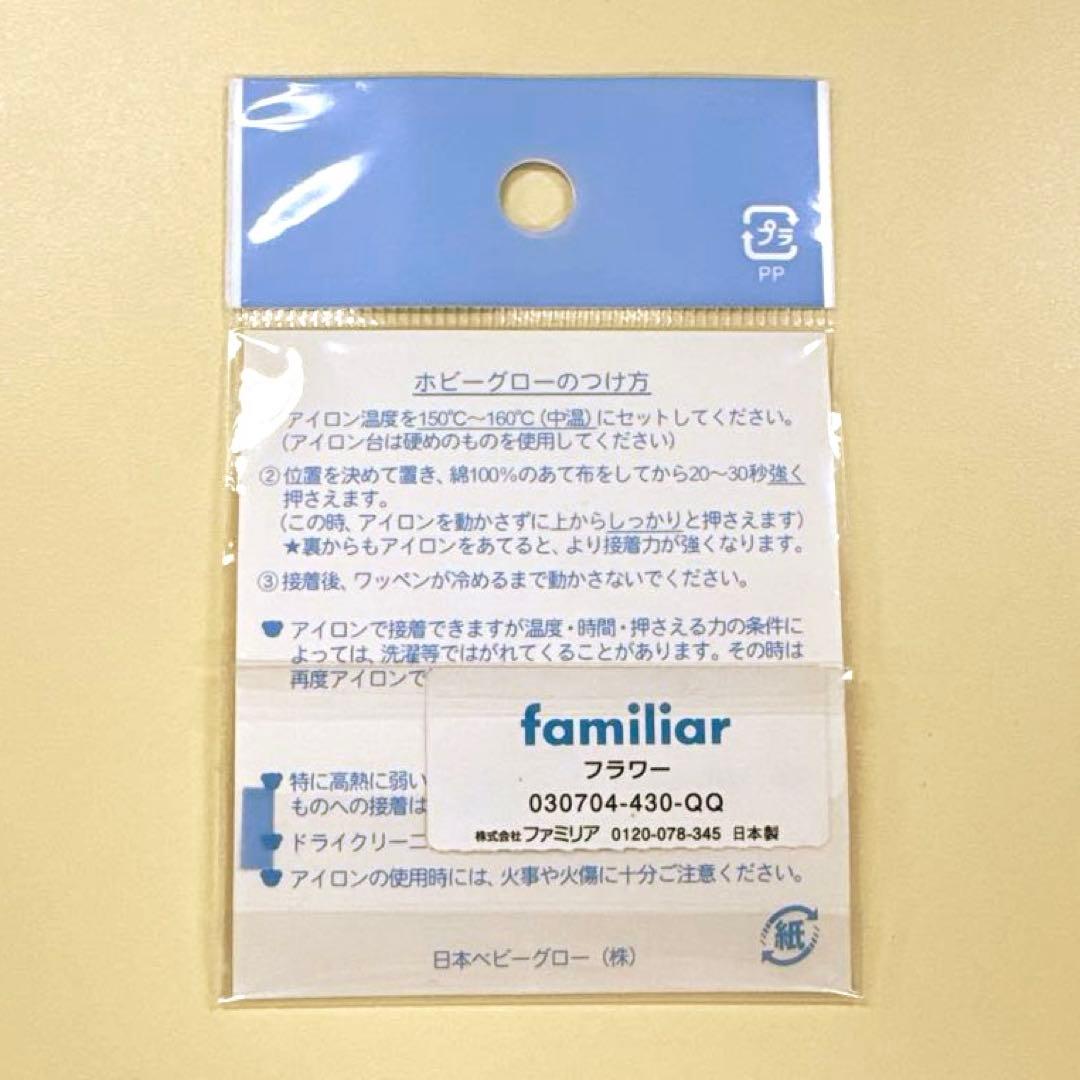 プラ
PP
ホビーグローのつけ方
アイロン温度を150℃~160℃(中温)にセットしてください。
(アイロン台は硬めのものを使用してください)
②位置を決めて置き、綿100%のあて布をしてから20~30秒強く
押さえます。
(この時、アイロンを動かさずに上からしっかりと押さえます)
★裏からもアイロンをあてると、より接着力が強くなります。
③接着後、ワッペンが冷めるまで動かさないでください。
アイロンで接着できますが温度・時間・押さえる力の条件に
よっては、洗濯等ではがれてくることがあります。その時は
再度アイロンで
特に高熱に弱い
ものへの接着は
ドライクリーニ
アイロンの使用時には、火事や火傷に十分ご注意ください。
familiar
フラワー
030704-430-QQ
株式会社ファミリア 0120-078-345 日本製
日本ベビーグロー(株)
紙